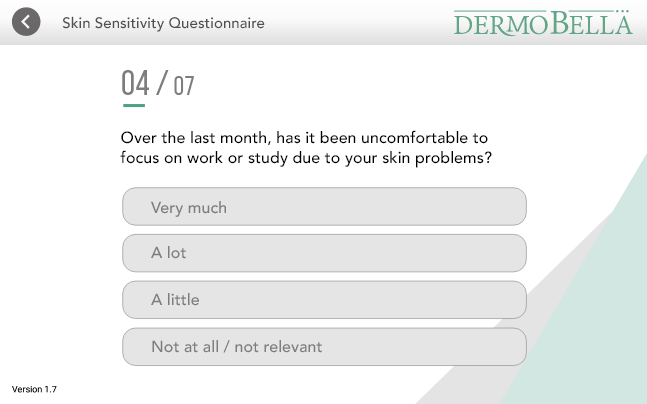 Skin Sensitivity Questionnaire
DERMOBELLA
04 / 07
Over the last month, has it been uncomfortable to
focus on work or study due to your skin problems?
Very much
A lot
A little
Not at all / not relevant
Version 1.7